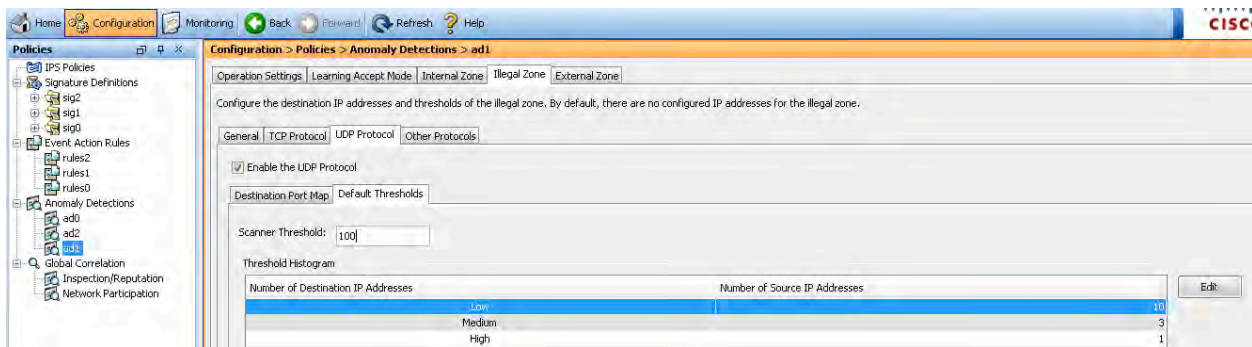 Home Configuration Monitoring Back Forward Refresh Help
CISCO
Policies
IPS Policies
Signature Definitions
sig2
sig1
sig0
Event Action Rules
rules2
rules1
rules0
Anomaly Detections
ad0
ad2
ad1
Global Correlation
Inspection/Reputation
Network Participation
Configuration > Policies > Anomaly Detections > ad1
Operation Settings Learning Accept Mode Internal Zone Illegal Zone External Zone
Configure the destination IP addresses and thresholds of the illegal zone. By default, there are no configured IP addresses for the illegal zone.
General TCP Protocol UDP Protocol Other Protocols
Enable the UDP Protocol
Destination Port Map Default Thresholds
Scanner Threshold: 100
Threshold Histogram
Number of Destination IP Addresses Number of Source IP Addresses
Low 10
Medium 3
High 1
Edit